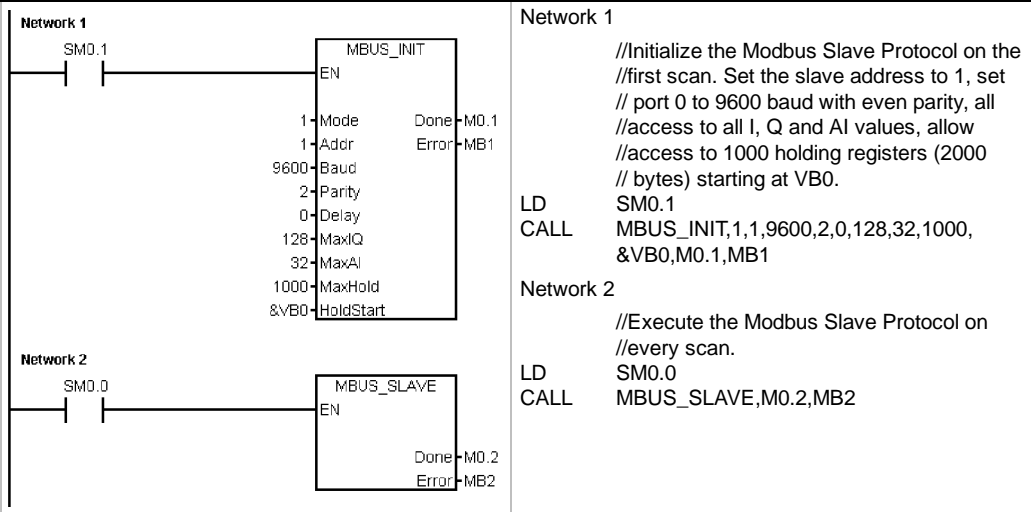 Network 1
SM0.1
MBUS_INIT
EN
1 Mode Done M0.1
1 Addr Error MB1
9600 Baud
2 Parity
0 Delay
128 MaxIQ
32 MaxAI
1000 MaxHold
&VB0 HoldStart
Network 2
SM0.0
MBUS_SLAVE
EN
Done M0.2
Error MB2
Network 1
//Initialize the Modbus Slave Protocol on the
//first scan. Set the slave address to 1, set
// port 0 to 9600 baud with even parity, all
//access to all I, Q and AI values, allow
//access to 1000 holding registers (2000
// bytes) starting at VB0.
LD SM0.1
CALL MBUS_INIT,1,1,9600,2,0,128,32,1000,
&VB0,M0.1,MB1
Network 2
//Execute the Modbus Slave Protocol on
//every scan.
LD SM0.0
CALL MBUS_SLAVE,M0.2,MB2